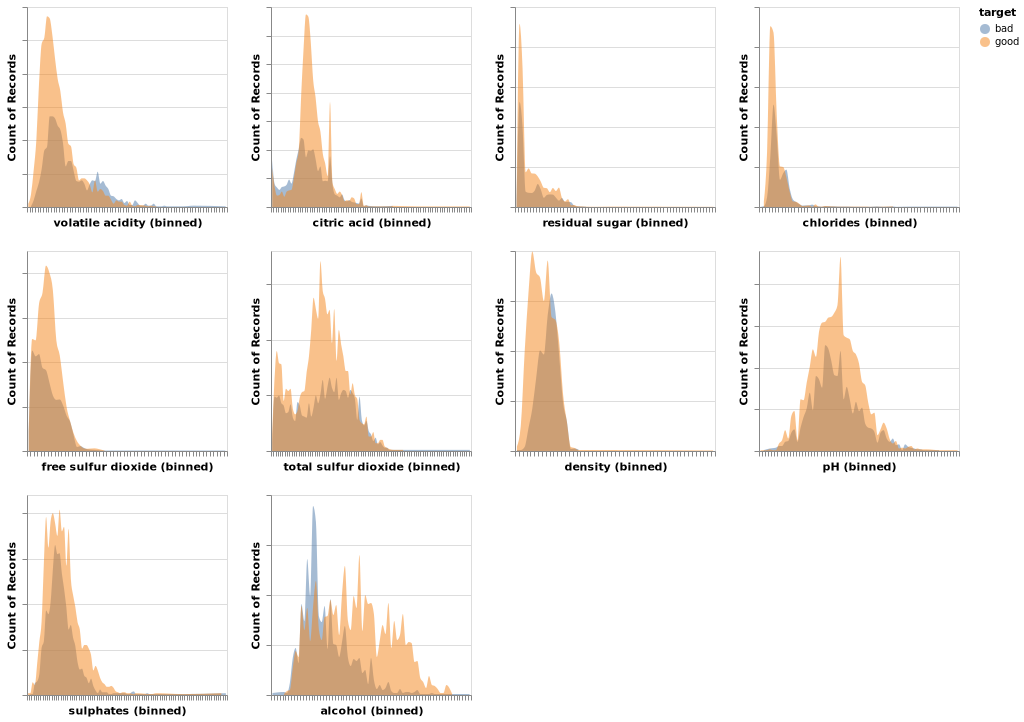 Count of Records
volatile acidity (binned)
Count of Records
citric acid (binned)
Count of Records
residual sugar (binned)
Count of Records
chlorides (binned)
target
bad
good
Count of Records
free sulfur dioxide (binned)
Count of Records
total sulfur dioxide (binned)
Count of Records
density (binned)
Count of Records
pH (binned)
Count of Records
sulphates (binned)
Count of Records
alcohol (binned)